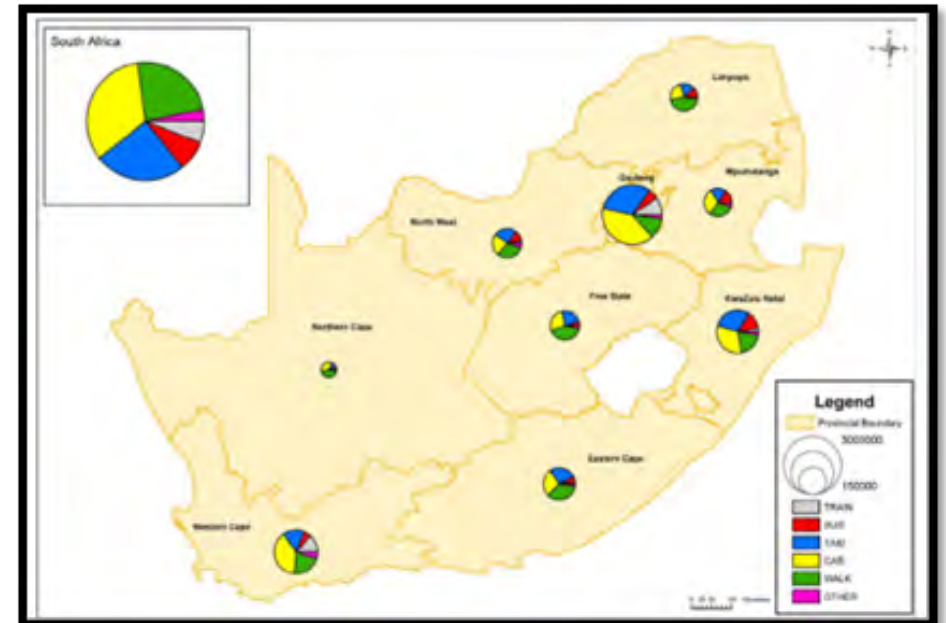 South Africa
Limpopo
Mpumalanga
Gauteng
North West
Free State
KwaZulu Natal
Northern Cape
Eastern Cape
Western Cape
Legend
Provincial Boundary
3000000
150000
TRAIN
BUS
TAXI
CAR
WALK
OTHER